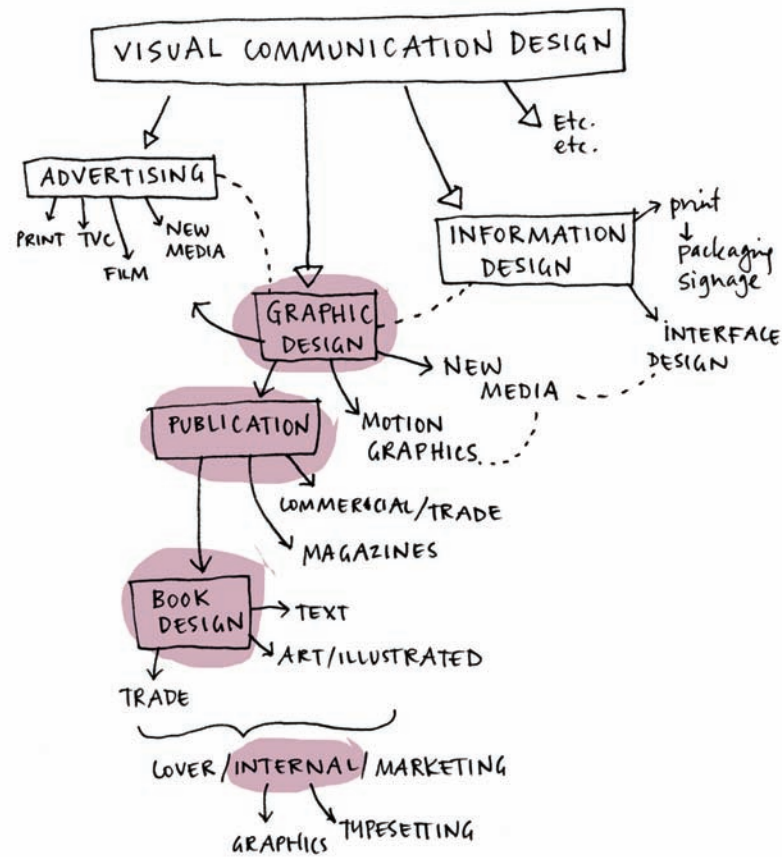 VISUAL COMMUNICATION DESIGN
Etc.
etc.
ADVERTISING
PRINT
TVC
FILM
NEW
MEDIA
INFORMATION
DESIGN
print
packaging
signage
INTERFACE
DESIGN
GRAPHIC
DESIGN
NEW
MEDIA
MOTION
GRAPHICS
PUBLICATION
COMMERCIAL/TRADE
MAGAZINES
BOOK
DESIGN
TEXT
ART/ILLUSTRATED
TRADE
COVER/INTERNAL/MARKETING
GRAPHICS
TYPESETTING